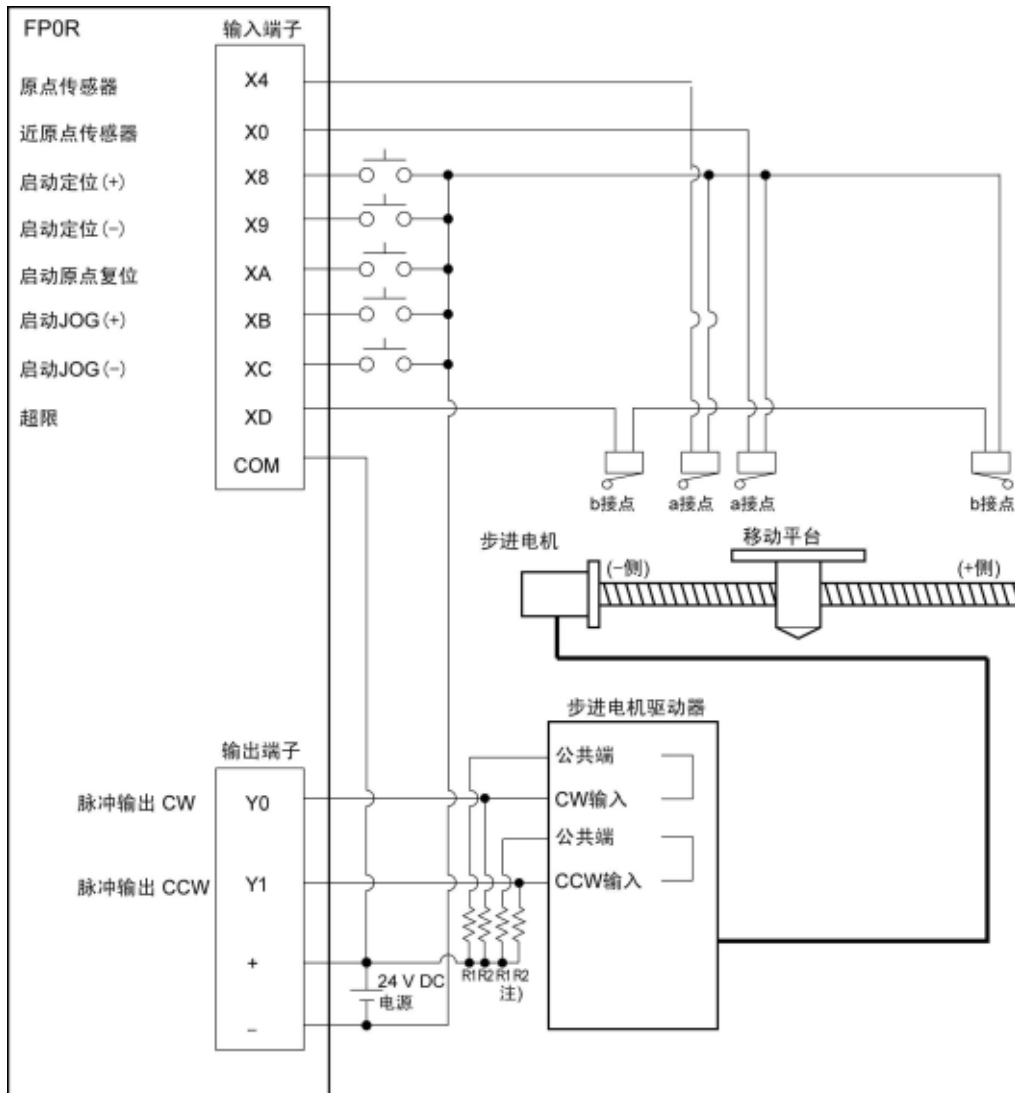 FP0R
输入端子
原点传感器 X4
近原点传感器 X0
启动定位(+) X8
启动定位(-) X9
启动原点复位 XA
启动JOG(+) XB
启动JOG(-) XC
超限 XD
COM
b接点 a接点 a接点 b接点
步进电机
移动平台
(-侧) (+侧)
步进电机驱动器
输出端子
公共端
脉冲输出 CW Y0 CW输入
公共端
脉冲输出 CCW Y1 CCW输入
+
24 V DC
电源
R1 R2 R1 R2
注)
-